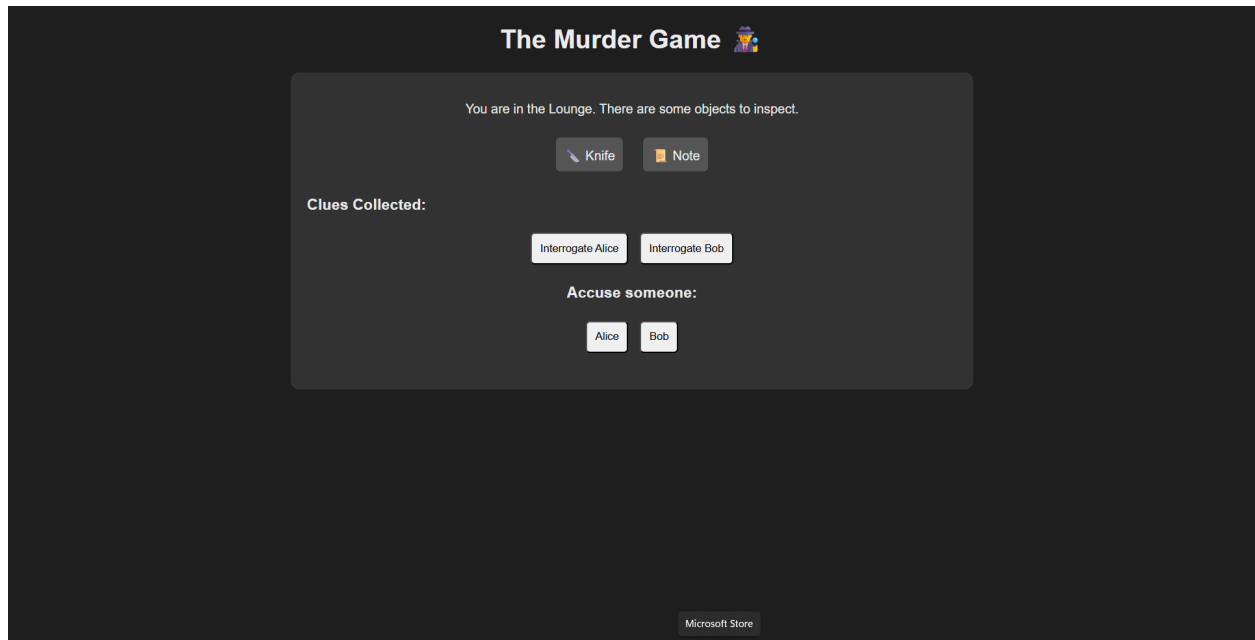 The Murder Game
You are in the Lounge. There are some objects to inspect.
Knife Note
Clues Collected:
Interrogate Alice Interrogate Bob
Accuse someone:
Alice Bob
Microsoft Store